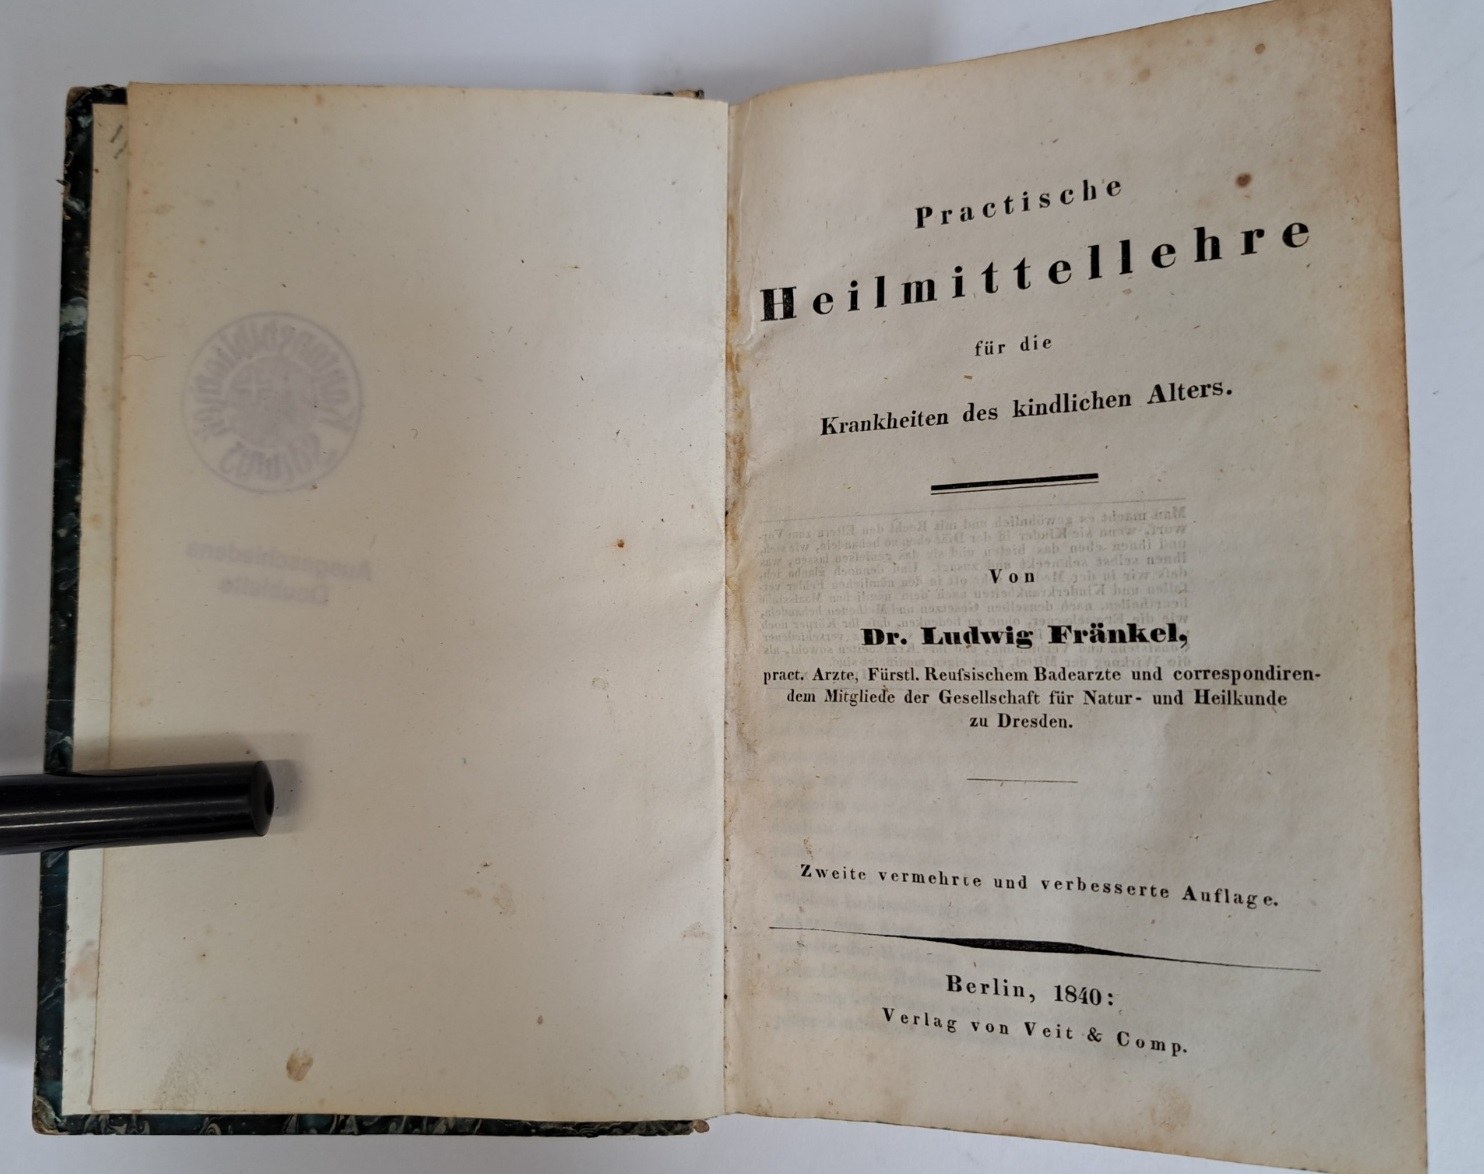 Practische
Heilmittellehre
für die
Krankheiten des kindlichen Alters.
Von
Dr. Ludwig Fränkel,
pract. Arzte, Fürstl. Reufsischem Badearzte und correspondiren-
dem Mitgliede der Gesellschaft für Natur- und Heilkunde
zu Dresden.
Zweite vermehrte und verbesserte Auflage.
Berlin, 1840:
Verlag von Veit & Comp.